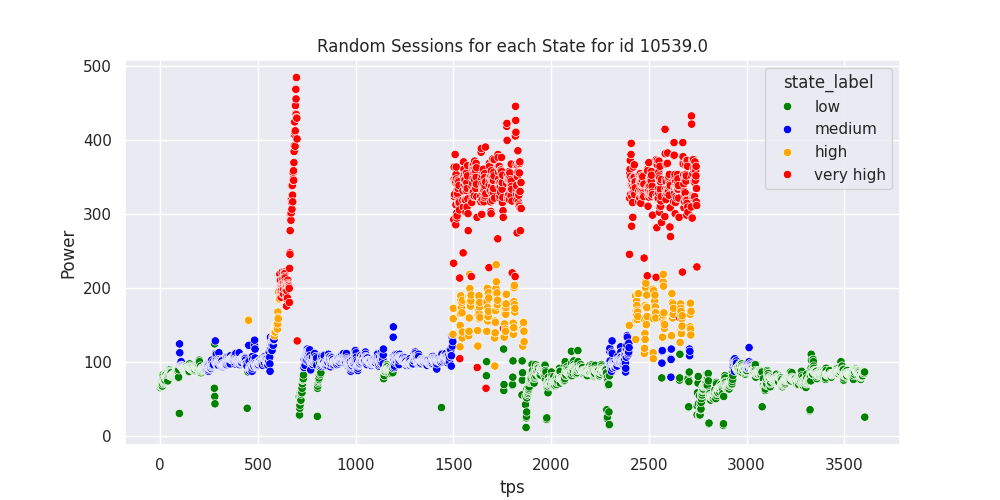 Random Sessions for each State for id 10539.0
state_label
low
medium
high
very high
Power
500
400
300
200
100
0
0 500 1000 1500 2000 2500 3000 3500
tps